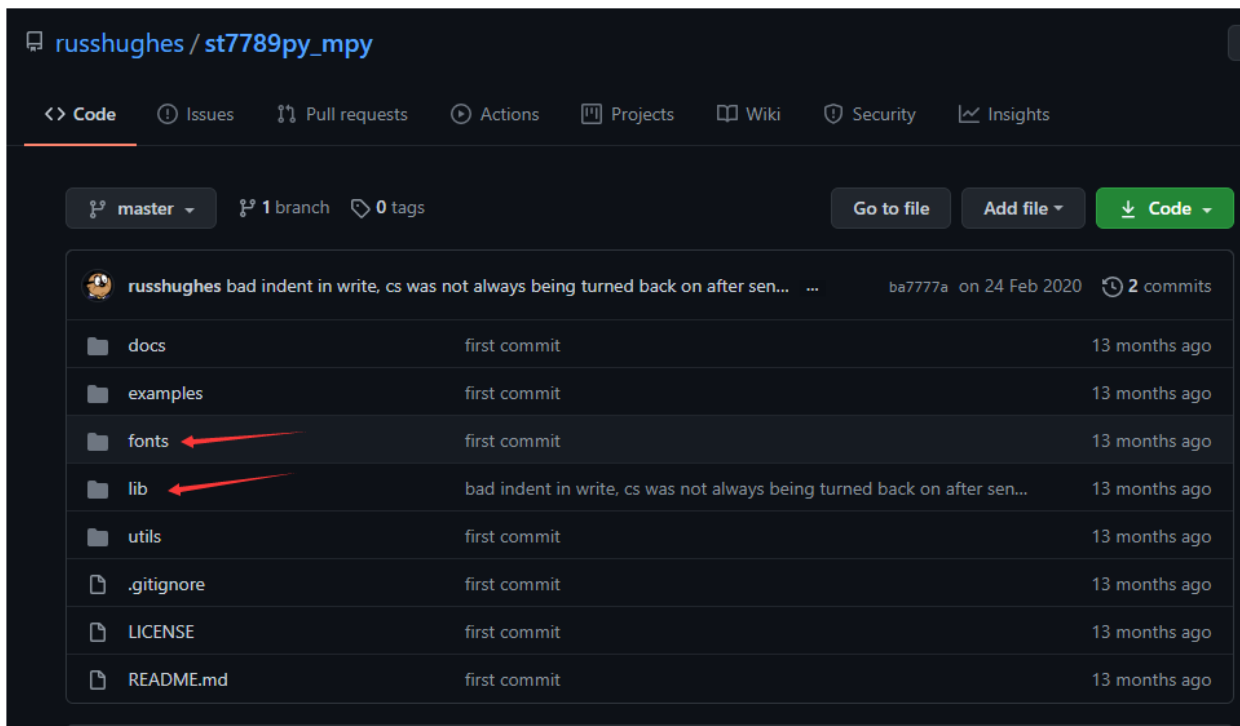 russhughes / st7789py_mpy
Code Issues Pull requests Actions Projects Wiki Security Insights
master 1 branch 0 tags Go to file Add file Code
russhughes bad indent in write, cs was not always being turned back on after sen... ... ba7777a on 24 Feb 2020 2 commits
docs first commit 13 months ago
examples first commit 13 months ago
fonts first commit 13 months ago
lib bad indent in write, cs was not always being turned back on after sen... 13 months ago
utils first commit 13 months ago
.gitignore first commit 13 months ago
LICENSE first commit 13 months ago
README.md first commit 13 months ago